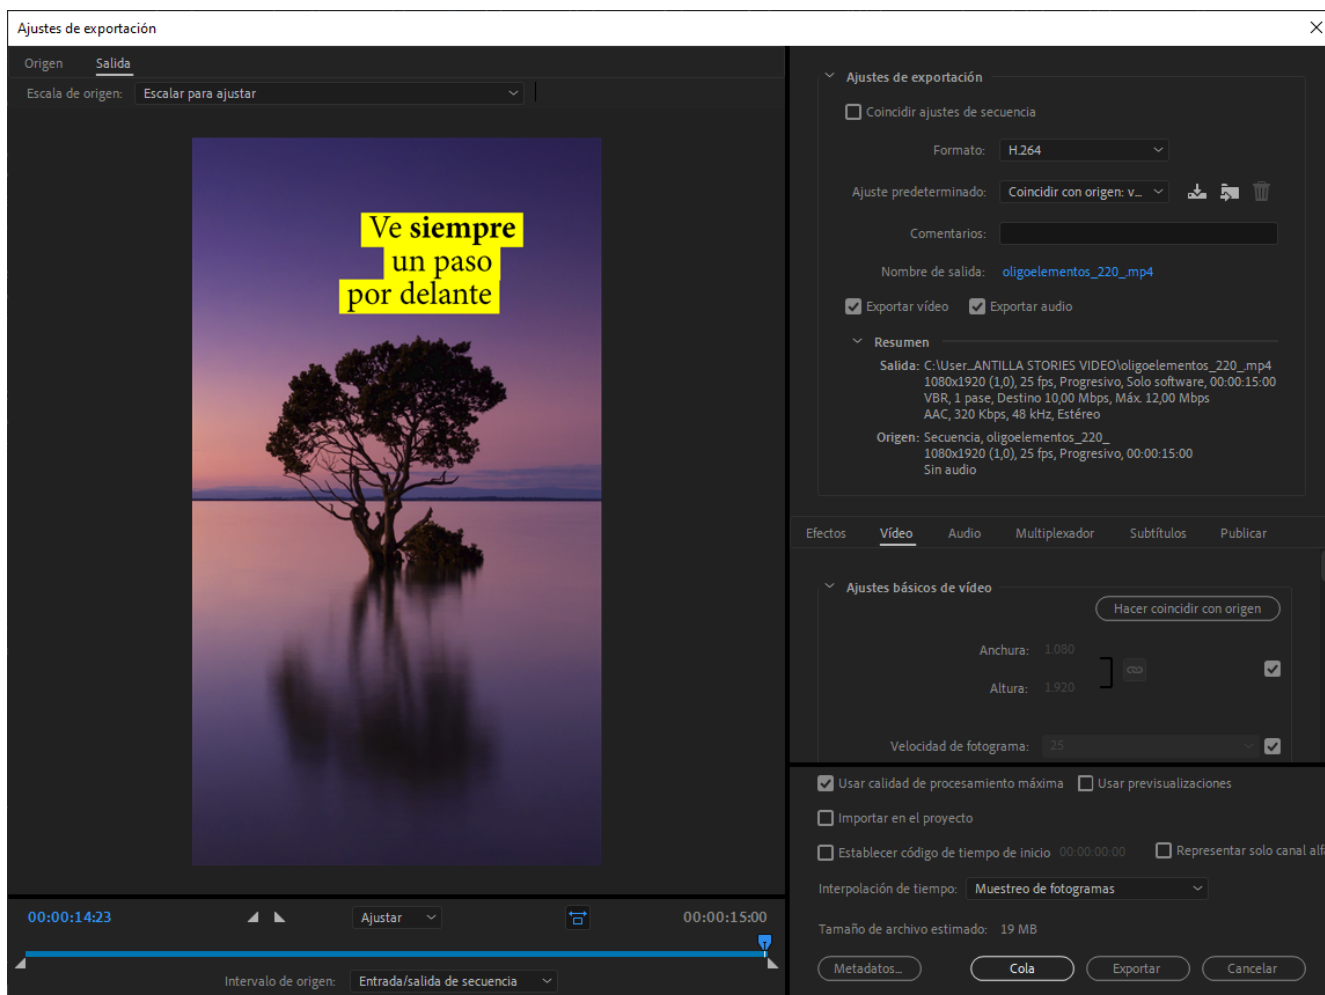 Ajustes de exportación
Origen Salida
Escala de origen: Escalar para ajustar
Ve siempre
un paso
por delante
00:00:14:23 Ajustar 00:00:15:00
Intervalo de origen: Entrada/salida de secuencia
Ajustes de exportación
Coincidir ajustes de secuencia
Formato: H.264
Ajuste predeterminado: Coincidir con origen: v...
Comentarios:
Nombre de salida: oligoelementos_220_.mp4
Exportar vídeo Exportar audio
Resumen
Salida: C:\User...ANTILLA STORIES VIDEO\oligoelementos_220_.mp4
1080x1920 (1,0), 25 fps, Progresivo, Solo software, 00:00:15:00
VBR, 1 pase, Destino 10,00 Mbps, Máx. 12,00 Mbps
AAC, 320 Kbps, 48 kHz, Estéreo
Origen: Secuencia, oligoelementos_220_
1080x1920 (1,0), 25 fps, Progresivo, 00:00:15:00
Sin audio
Efectos Vídeo Audio Multiplexador Subtítulos Publicar
Ajustes básicos de vídeo
Hacer coincidir con origen
Anchura: 1.080
Altura: 1.920
Velocidad de fotograma: 25
Usar calidad de procesamiento máxima Usar previsualizaciones
Importar en el proyecto
Establecer código de tiempo de inicio 00:00:00:00 Representar solo canal alf
Interpolación de tiempo: Muestreo de fotogramas
Tamaño de archivo estimado: 19 MB
Metadatos... Cola Exportar Cancelar